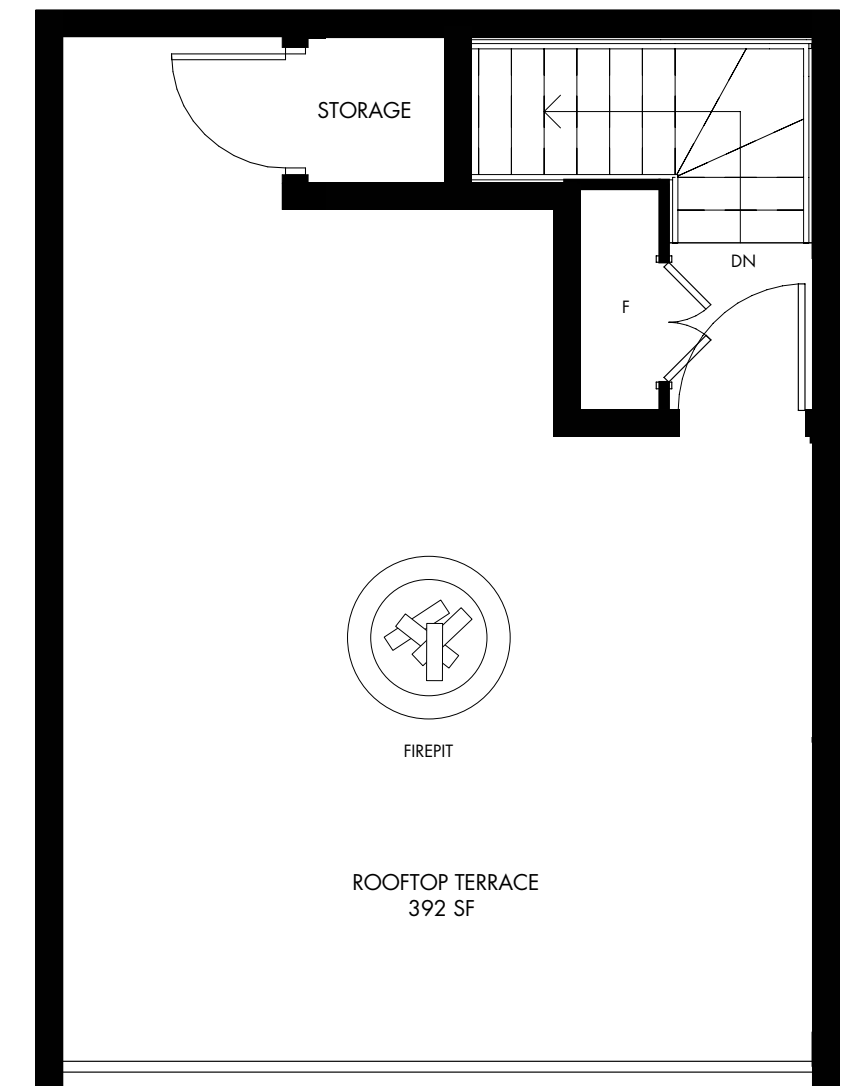 STORAGE
DN
F
FIREPIT
ROOFTOP TERRACE
392 SF